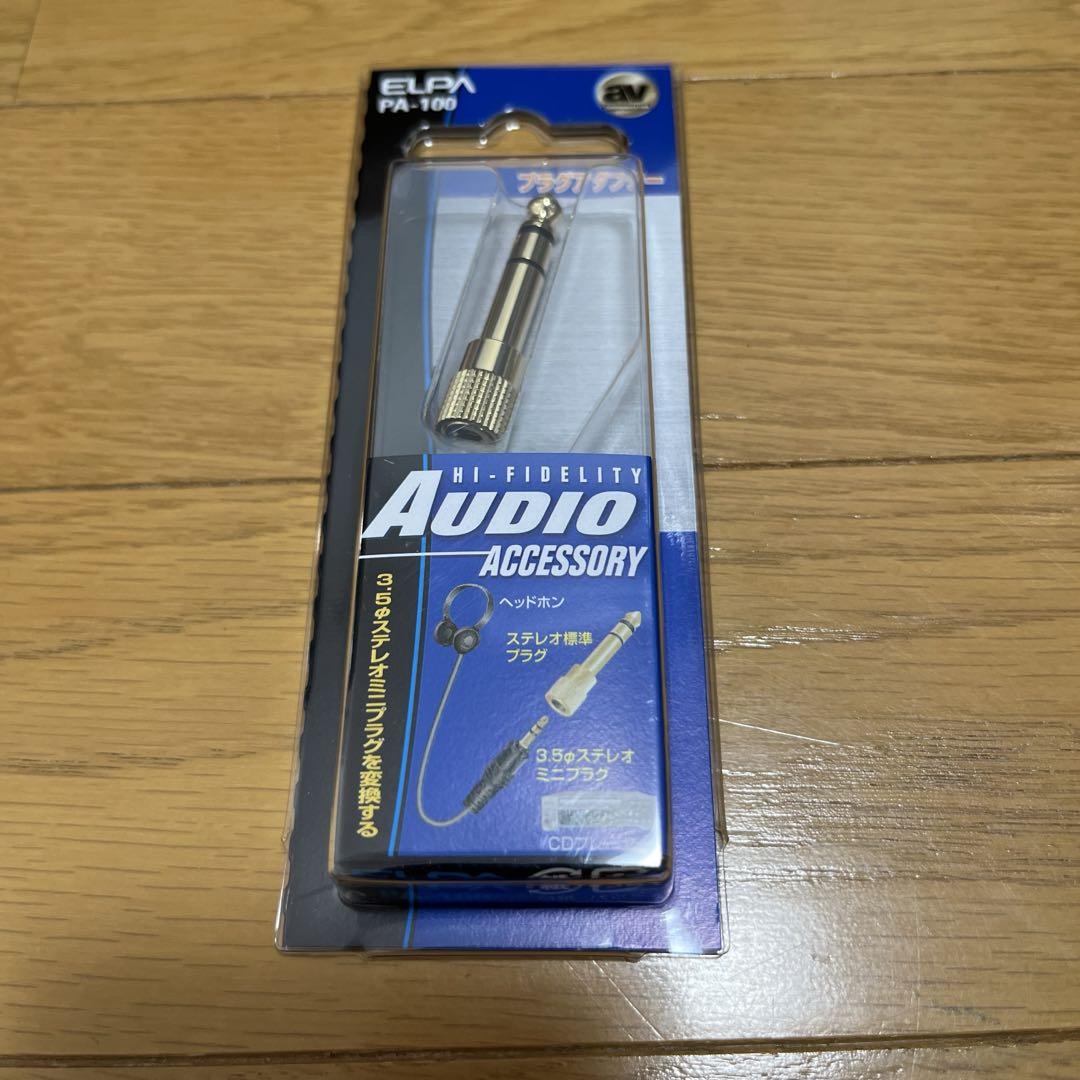 ELPA
PA-100
av
プラグアダプター
HI-FIDELITY
AUDIO
ACCESSORY
3.5φステレオミニプラグを変換する
ヘッドホン
ステレオ標準
プラグ
3.5φステレオ
ミニプラグ
ELPA